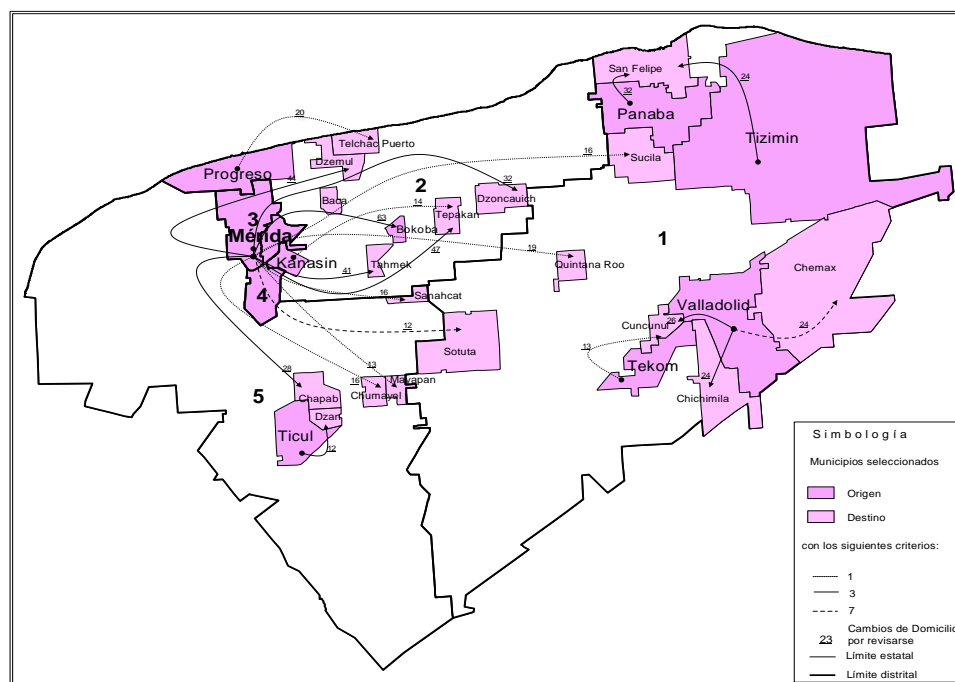 San Felipe
24
32
Panaba
Tizimin
20
Telchac Puerto
Dzemul
16
Sucila
Progreso
44
2
32
Baca
14
Dzoncauich
3
63
Tepakan
Mérida
Bokoba
47
1
Kanasin
19
Quintana Roo
Chemax
41
Tahmek
4
16
Sanahcat
Valladolid
12
26
Cuncunul
24
Sotuta
13
Tekom
28
13
16
Mayapan
24
5
Chapab
Chumayel
Chichimila
Dzan
Ticul
12
Simbología
Municipios seleccionados
Origen
Destino
con los siguientes criterios:
1
3
7
23 Cambios de Domicilio
por revisarse
Límite estatal
Límite distrital